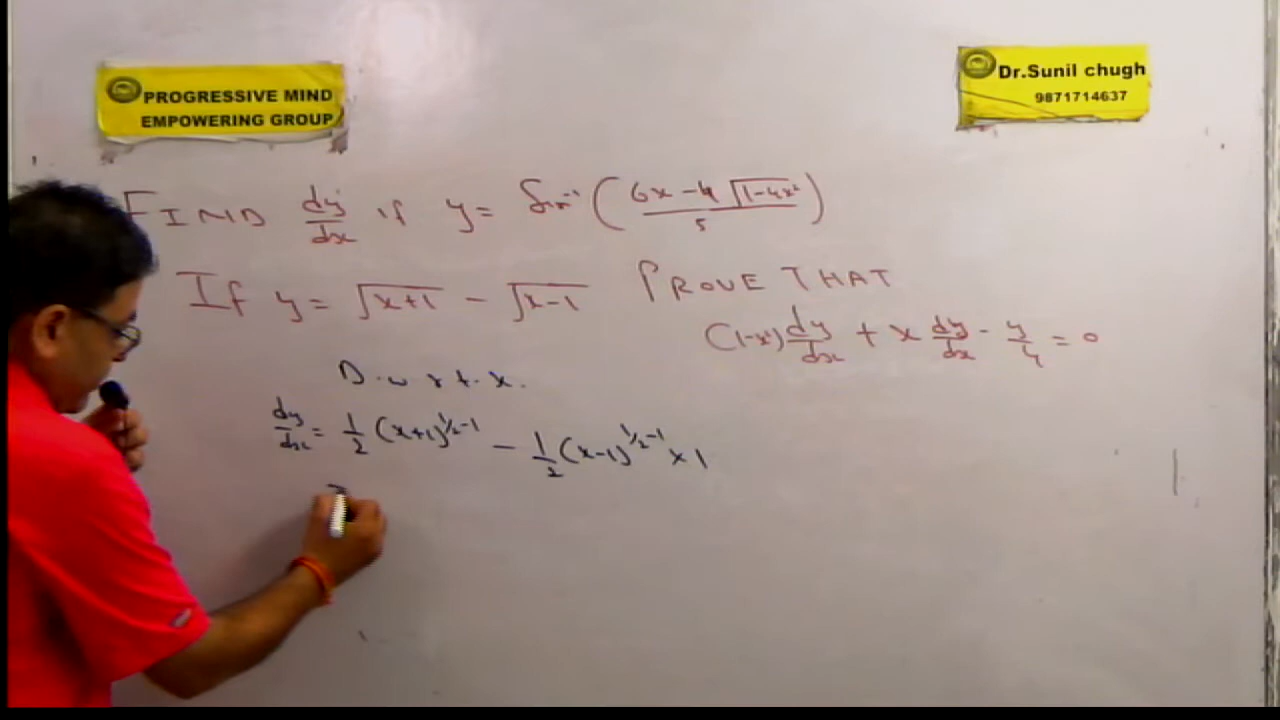 PROGRESSIVE MIND
EMPOWERING GROUP
Dr.Sunil chugh
9871714637
FIND dy/dx if y = Sin⁻¹ ( (6x - 4 √(1-4x²)) / 5 )
If y = √(x+1) - √(x-1) PROVE THAT
(1-x²) dy/dx + x dy/dx - y/4 = 0
D. w r t. x.
dy/dx = 1/2 (x+1)^(1/2-1) - 1/2 (x-1)^(1/2-1) × 1